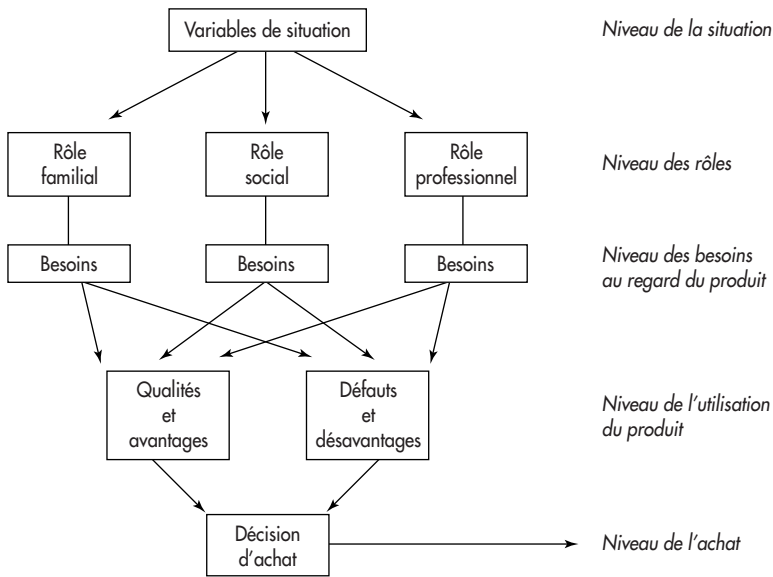 Variables de situation
Niveau de la situation
Rôle
familial
Rôle
social
Rôle
professionnel
Niveau des rôles
Besoins
Besoins
Besoins
Niveau des besoins
au regard du produit
Qualités
et
avantages
Défauts
et
désavantages
Niveau de l'utilisation
du produit
Décision
d'achat
Niveau de l'achat